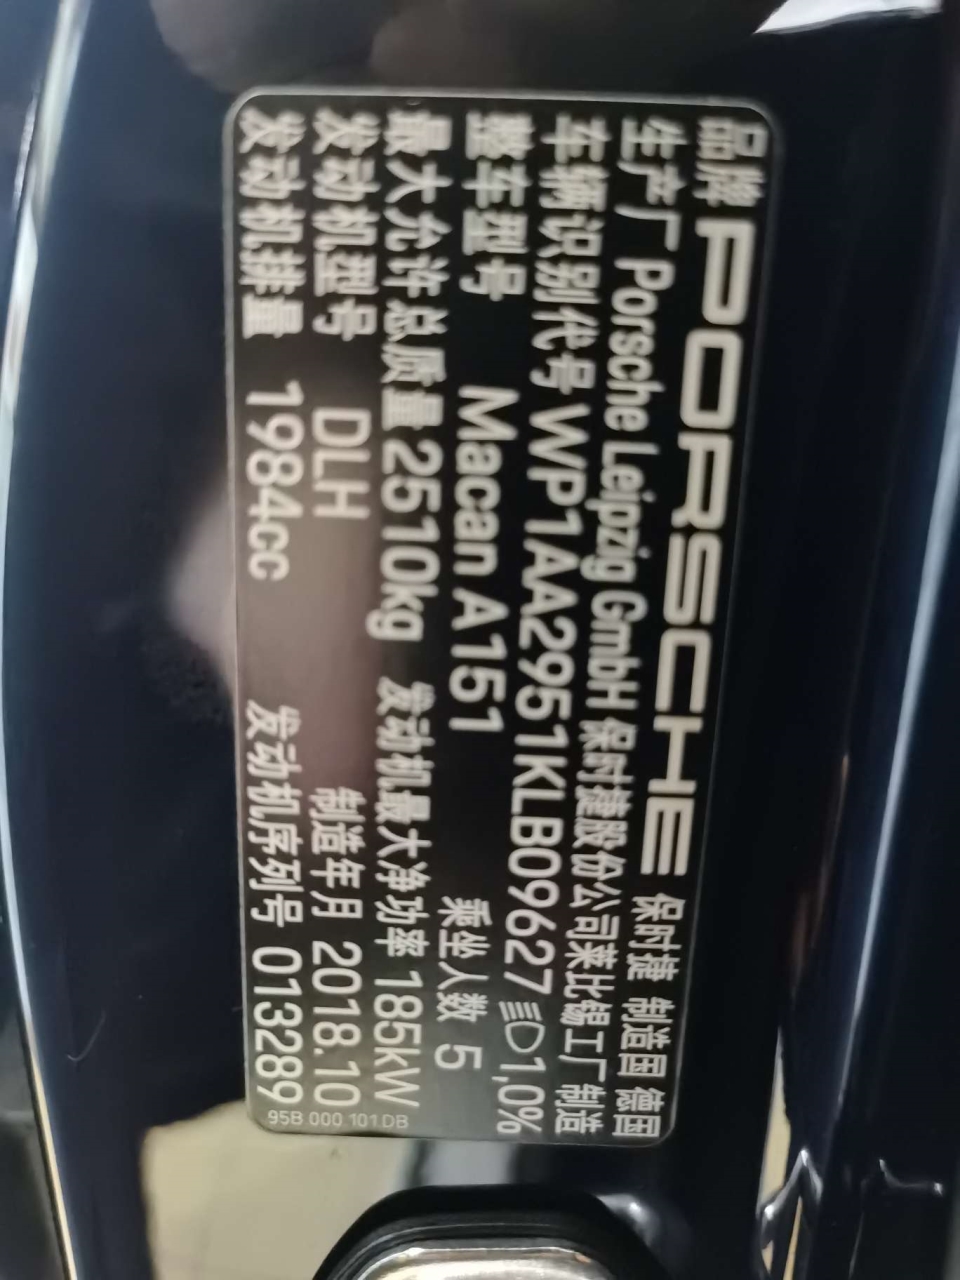 品牌 PORSCHE 保时捷 制造国 德国
生产厂 Porsche Leipzig GmbH 保时捷股份公司莱比锡工厂 制造
车辆识别代号 WP1AA2951KLB09627 1,0%
整车型号 Macan A151 乘坐人数 5
最大允许总质量 2510kg 发动机最大净功率 185kW
发动机型号 DLH 制造年月 2018.10
发动机排量 1984cc 发动机序列号 013289
95B 000 101 DB